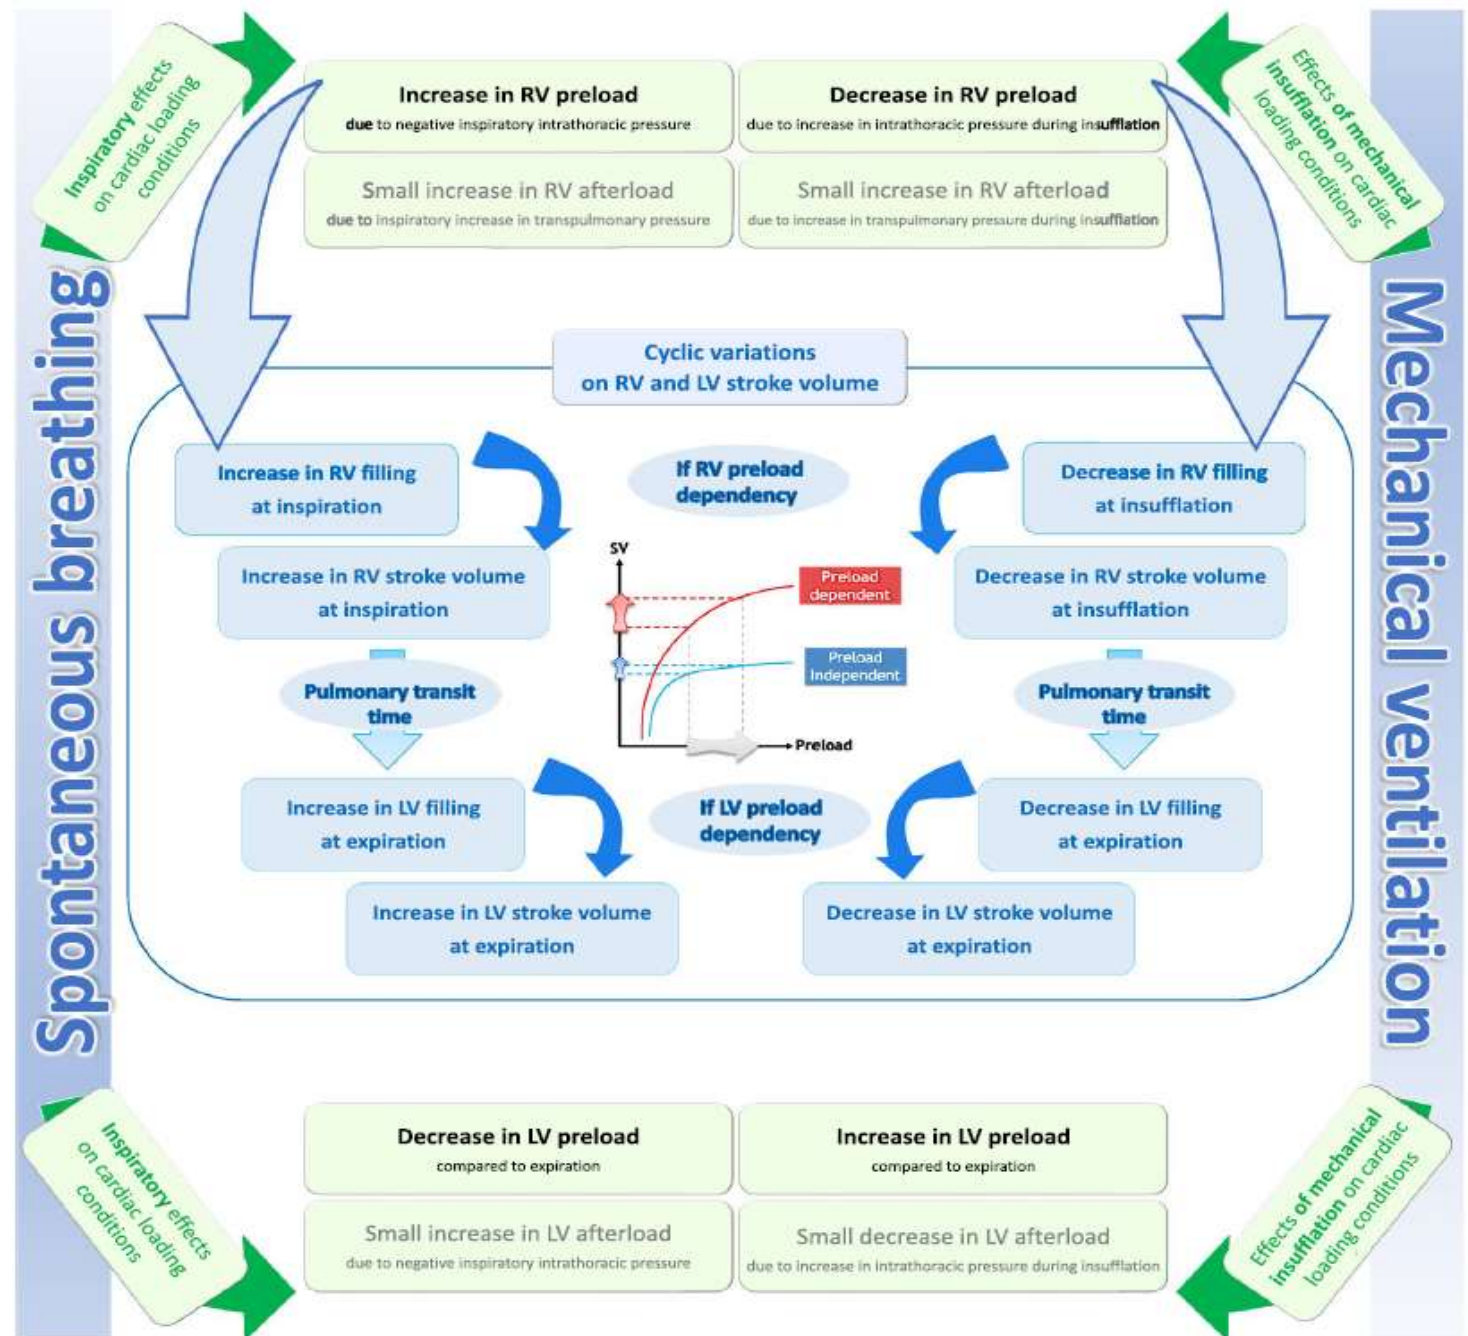 Inspiratory effects
on cardiac loading
conditions
Increase in RV preload
due to negative inspiratory intrathoracic pressure
Decrease in RV preload
due to increase in intrathoracic pressure during insufflation
Effects of mechanical
insufflation on cardiac
loading conditions
Small increase in RV afterload
due to inspiratory increase in transpulmonary pressure
Small increase in RV afterload
due to increase in transpulmonary pressure during insufflation
Spontaneous breathing
Mechanical ventilation
Cyclic variations
on RV and LV stroke volume
Increase in RV filling
at inspiration
If RV preload
dependency
Decrease in RV filling
at insufflation
Increase in RV stroke volume
at inspiration
SV
Preload
dependent
Preload
Independent
Preload
Decrease in RV stroke volume
at insufflation
Pulmonary transit
time
Pulmonary transit
time
Increase in LV filling
at expiration
If LV preload
dependency
Decrease in LV filling
at expiration
Increase in LV stroke volume
at expiration
Decrease in LV stroke volume
at expiration
Inspiratory effects
on cardiac loading
conditions
Decrease in LV preload
compared to expiration
Increase in LV preload
compared to expiration
Effects of mechanical
insufflation on cardiac
loading conditions
Small increase in LV afterload
due to negative inspiratory intrathoracic pressure
Small decrease in LV afterload
due to increase in intrathoracic pressure during insufflation